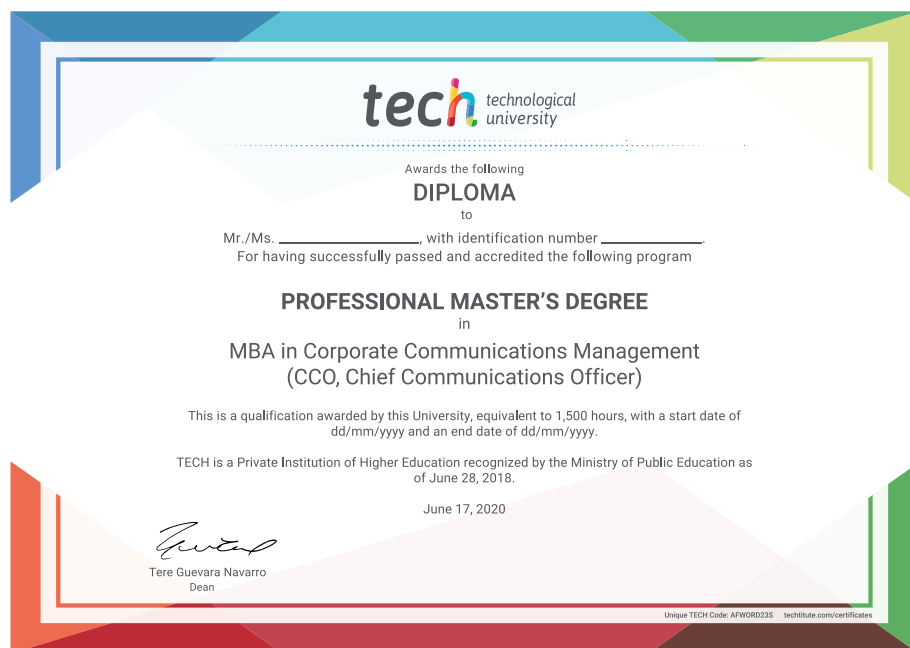 tech technological
university
Awards the following
DIPLOMA
to
Mr./Ms. ____________________, with identification number ______________.
For having successfully passed and accredited the following program
PROFESSIONAL MASTER'S DEGREE
in
MBA in Corporate Communications Management
(CCO, Chief Communications Officer)
This is a qualification awarded by this University, equivalent to 1,500 hours, with a start date of
dd/mm/yyyy and an end date of dd/mm/yyyy.
TECH is a Private Institution of Higher Education recognized by the Ministry of Public Education as
of June 28, 2018.
June 17, 2020
Tere Guevara Navarro
Dean
Unique TECH Code: AFWORD23S techtitute.com/certificates